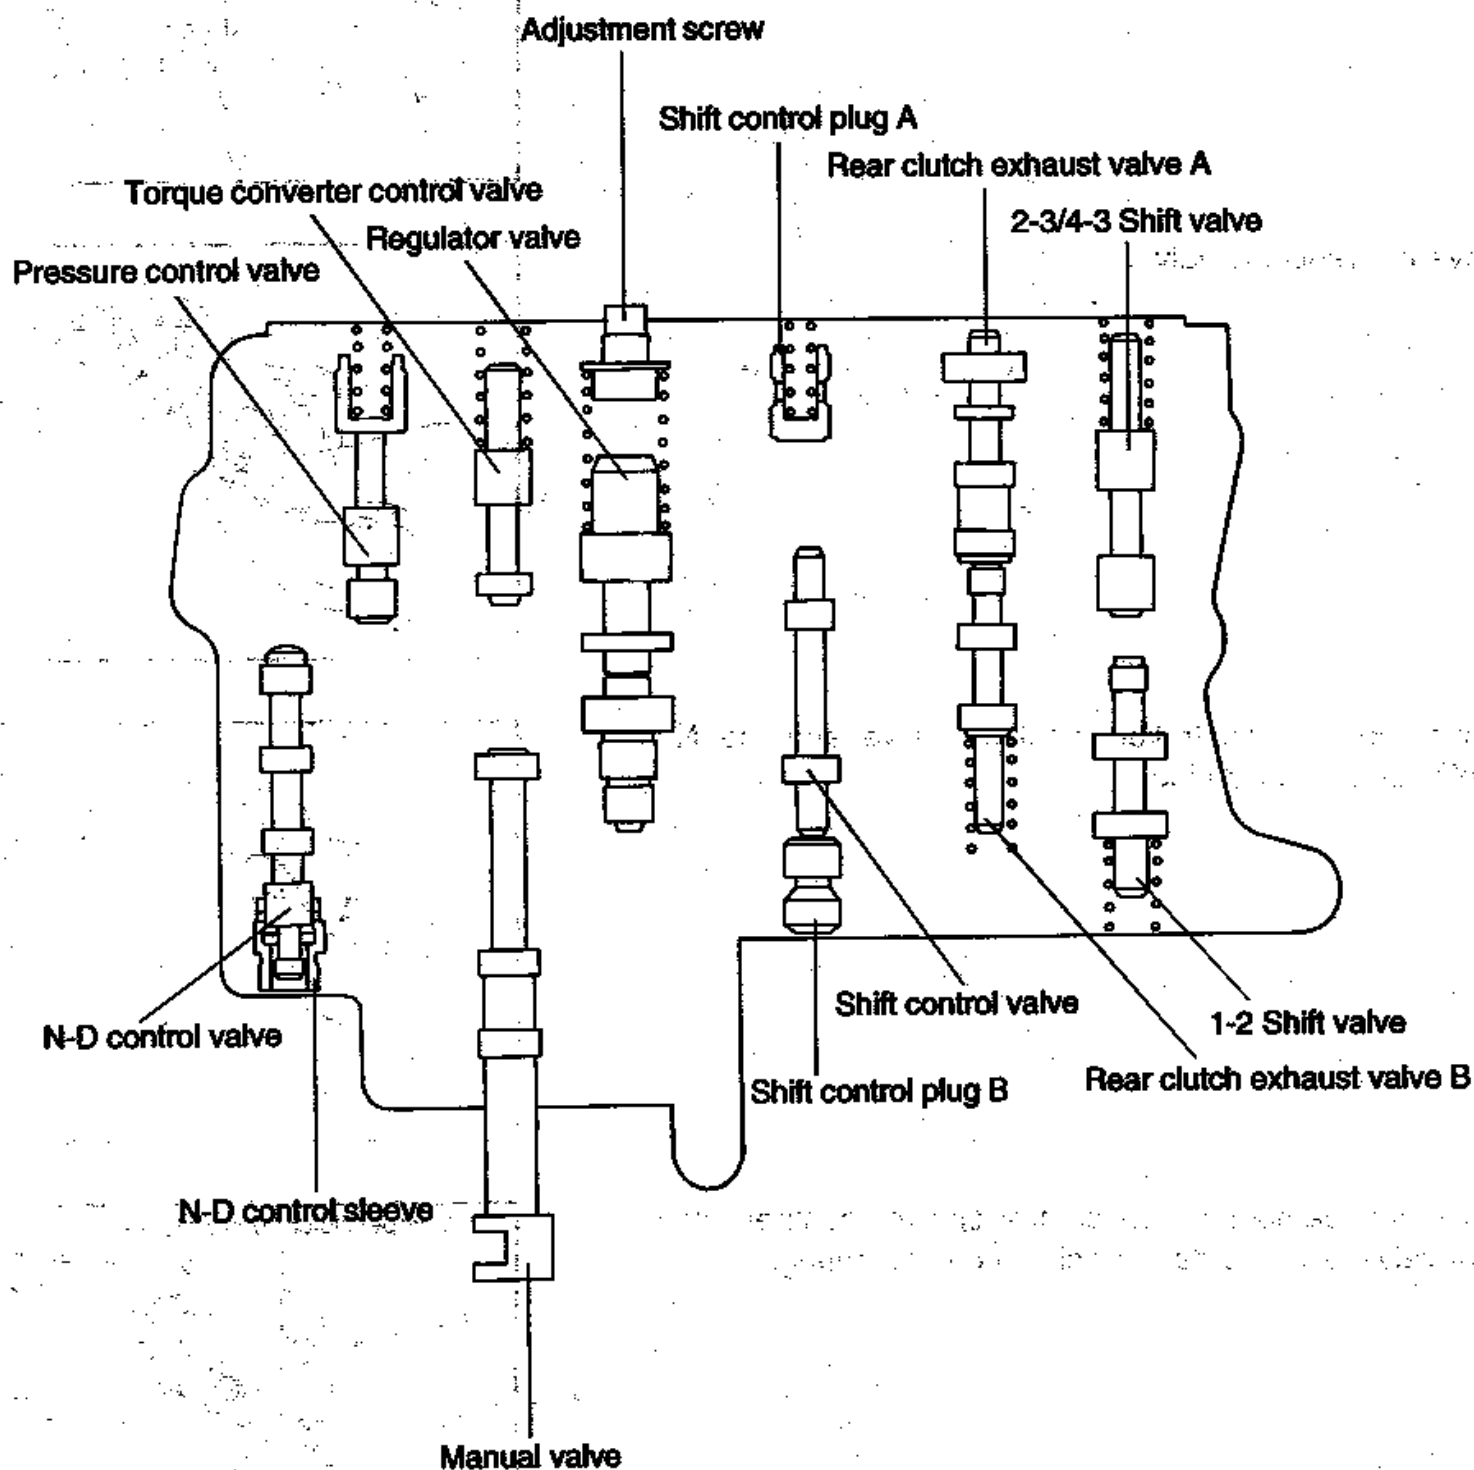 Adjustment screw
Shift control plug A
Rear clutch exhaust valve A
Torque converter control valve
2-3/4-3 Shift valve
Regulator valve
Pressure control valve
Shift control valve
1-2 Shift valve
N-D control valve
Rear clutch exhaust valve B
Shift control plug B
N-D control sleeve
Manual valve